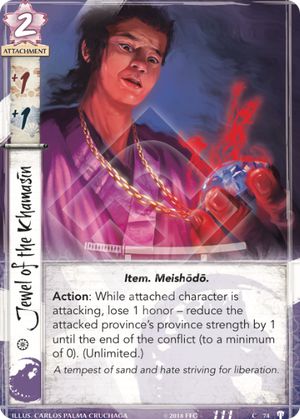 2
ATTACHMENT
+1
+1
Jewel of the Khamasin
Item. Meishōdō.
Action: While attached character is
attacking, lose 1 honor – reduce the
attacked province's province strength by 1
until the end of the conflict (to a minimum
of 0). (Unlimited.)
A tempest of sand and hate striving for liberation.
ILLUS. CARLOS PALMA CRUCHAGA
©2018 FFG
C 74